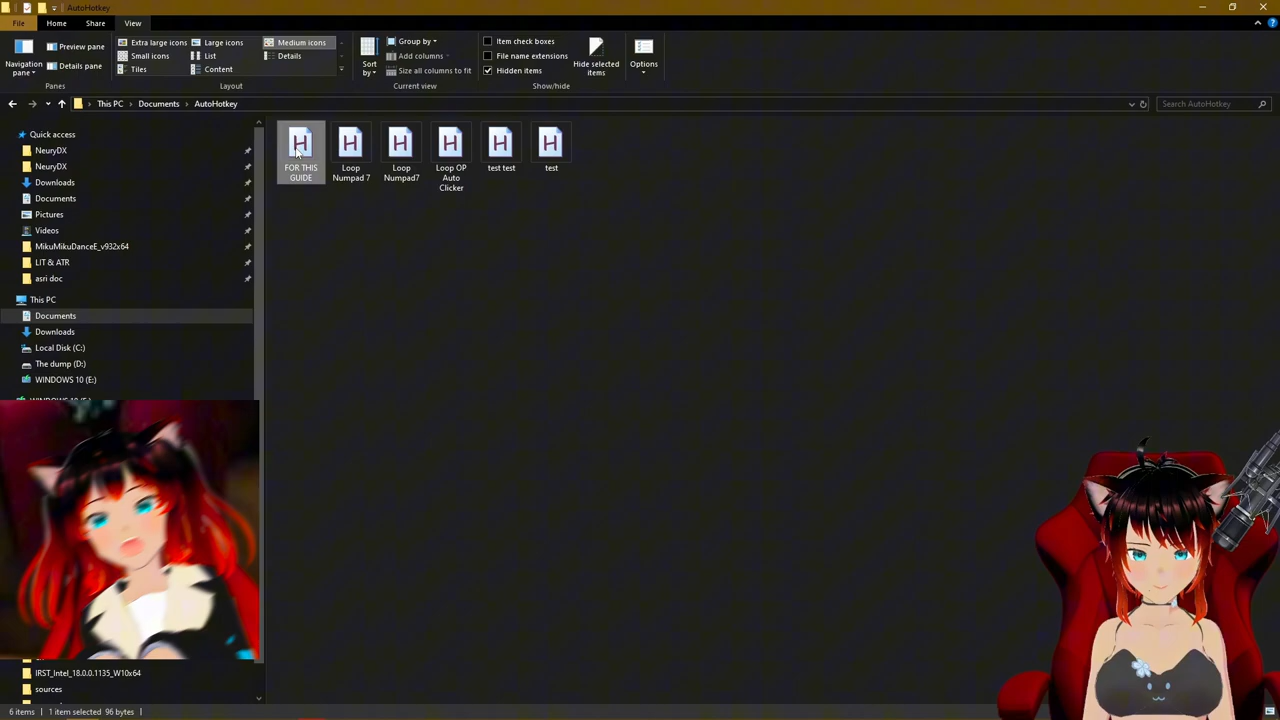 AutoHotkey
File
Home
Share
View
Navigation pane
Preview pane
Details pane
Panes
Extra large icons
Large icons
Medium icons
Small icons
List
Details
Tiles
Content
Layout
Sort by
Group by
Add columns
Size all columns to fit
Current view
Item check boxes
File name extensions
Hidden items
Hide selected items
Show/hide
Options
This PC > Documents > AutoHotkey
Search AutoHotkey
Quick access
NeuryDX
NeuryDX
Downloads
Documents
Pictures
Videos
MikuMikuDanceE_v932x64
LIT & ATR
asri doc
This PC
Documents
Downloads
Local Disk (C:)
The dump (D:)
WINDOWS 10 (E:)
IRST_Intel_18.0.0.1135_W10x64
sources
FOR THIS
GUIDE
Loop
Numpad 7
Loop
Numpad7
Loop OP
Auto
Clicker
test test
test
6 items
1 item selected 96 bytes